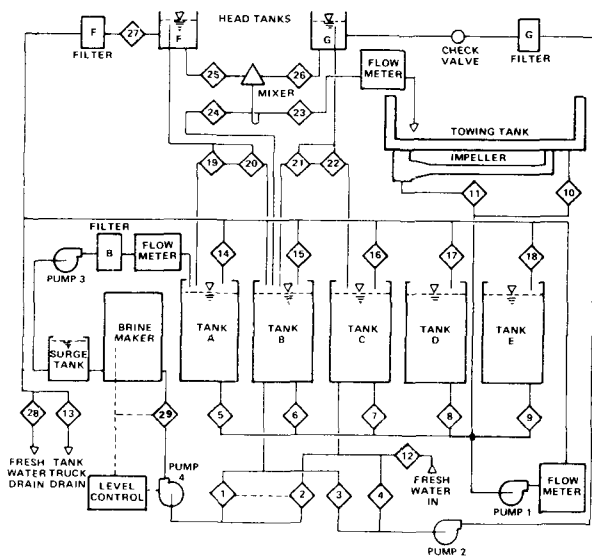 HEAD TANKS
F
FILTER
27
F
G
CHECK
VALVE
G
FILTER
25
26
MIXER
24
23
FLOW
METER
TOWING TANK
IMPELLER
19
20
21
22
11
10
FILTER
B
FLOW
METER
PUMP 3
14
15
16
17
18
SURGE
TANK
BRINE
MAKER
TANK
A
TANK
B
TANK
C
TANK
D
TANK
E
28
13
29
5
6
7
8
9
FRESH
WATER
DRAIN
TANK
TRUCK
DRAIN
LEVEL
CONTROL
PUMP
4
1
2
3
4
12
FRESH
WATER
IN
PUMP 1
FLOW
METER
PUMP 2